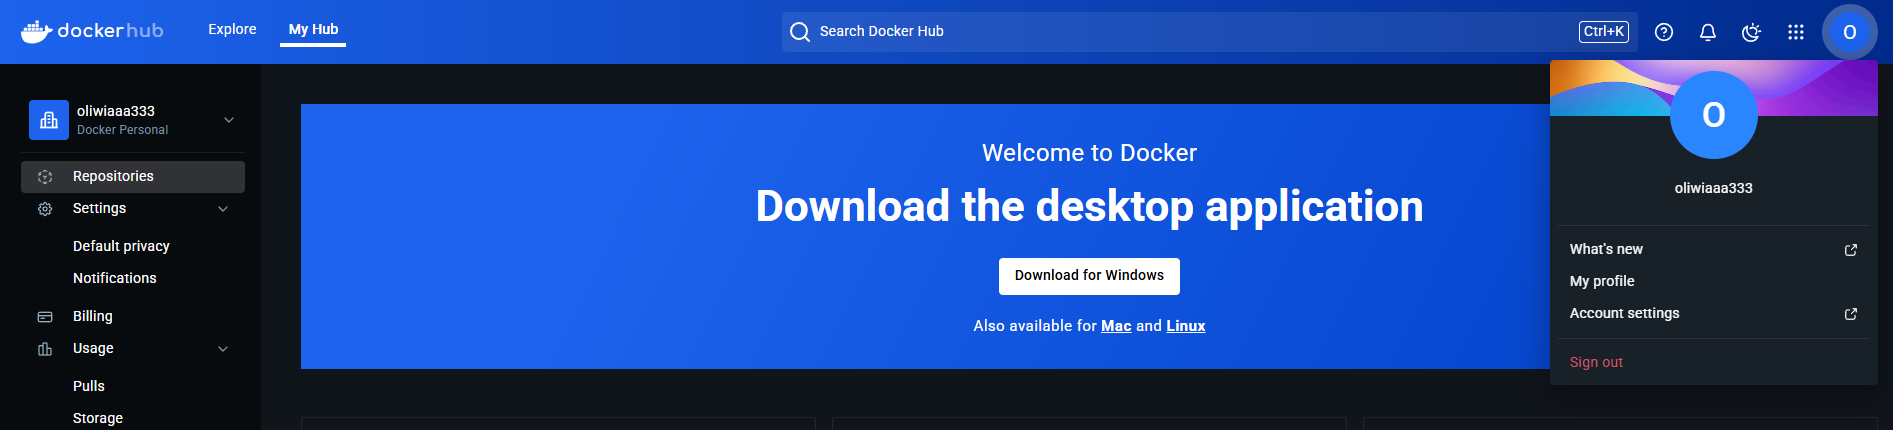 dockerhub
Explore
My Hub
Search Docker Hub
Ctrl+K
O
oliwiaaa333
Docker Personal
Repositories
Settings
Default privacy
Notifications
Billing
Usage
Pulls
Storage
Welcome to Docker
Download the desktop application
Download for Windows
Also available for Mac and Linux
O
oliwiaaa333
What's new
My profile
Account settings
Sign out